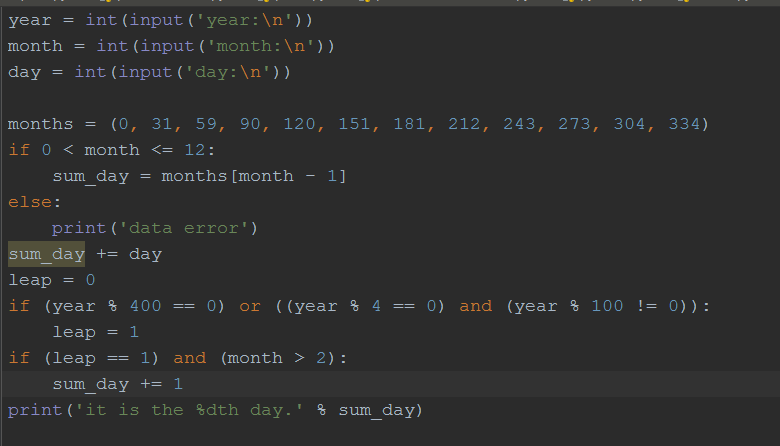 year = int(input('year:\n'))
month = int(input('month:\n'))
day = int(input('day:\n'))

months = (0, 31, 59, 90, 120, 151, 181, 212, 243, 273, 304, 334)
if 0 < month <= 12:
    sum_day = months[month - 1]
else:
    print('data error')
sum_day += day
leap = 0
if (year % 400 == 0) or ((year % 4 == 0) and (year % 100 != 0)):
    leap = 1
if (leap == 1) and (month > 2):
    sum_day += 1
print('it is the %dth day.' % sum_day)